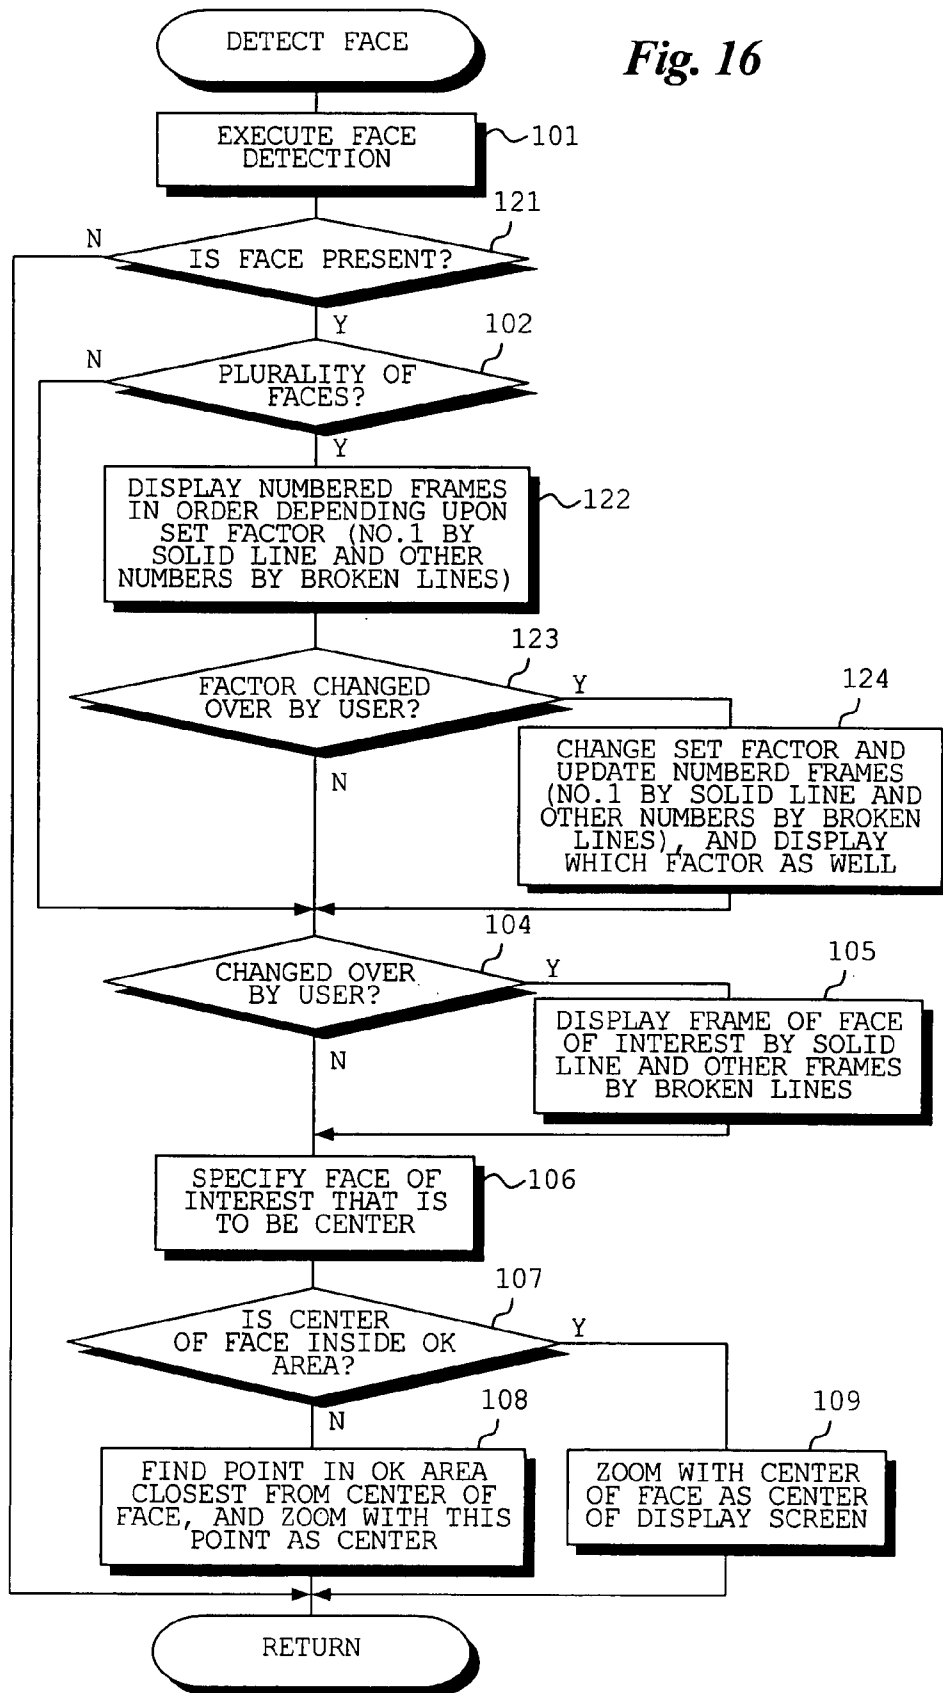 DETECT FACE
Fig. 16
EXECUTE FACE
DETECTION
101
121
N
IS FACE PRESENT?
Y
102
N
PLURALITY OF
FACES?
Y
DISPLAY NUMBERED FRAMES
IN ORDER DEPENDING UPON
SET FACTOR (NO.1 BY
SOLID LINE AND OTHER
NUMBERS BY BROKEN LINES)
122
123
FACTOR CHANGED
OVER BY USER?
Y
N
124
CHANGE SET FACTOR AND
UPDATE NUMBERD FRAMES
(NO.1 BY SOLID LINE AND
OTHER NUMBERS BY BROKEN
LINES), AND DISPLAY
WHICH FACTOR AS WELL
104
CHANGED OVER
BY USER?
Y
N
105
DISPLAY FRAME OF FACE
OF INTEREST BY SOLID
LINE AND OTHER FRAMES
BY BROKEN LINES
SPECIFY FACE OF
INTEREST THAT IS
TO BE CENTER
106
107
IS CENTER
OF FACE INSIDE OK
AREA?
Y
N
108
FIND POINT IN OK AREA
CLOSEST FROM CENTER OF
FACE, AND ZOOM WITH THIS
POINT AS CENTER
109
ZOOM WITH CENTER
OF FACE AS CENTER
OF DISPLAY SCREEN
RETURN